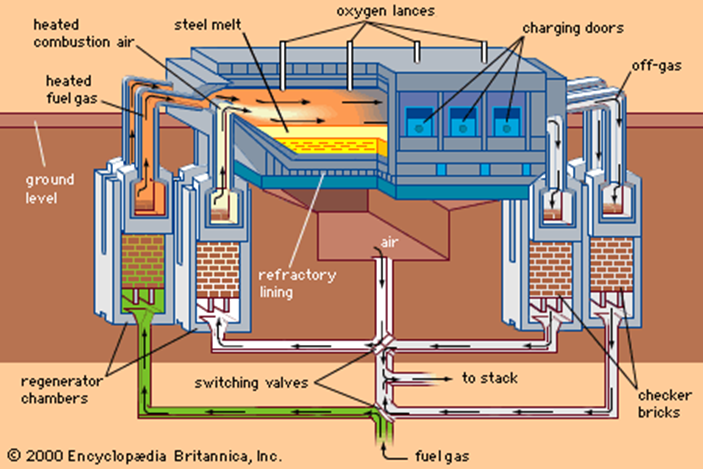 oxygen lances
heated
combustion air
steel melt
charging doors
heated
fuel gas
off-gas
ground
level
air
refractory
lining
regenerator
chambers
switching valves
to stack
checker
bricks
fuel gas
© 2000 Encyclopædia Britannica, Inc.